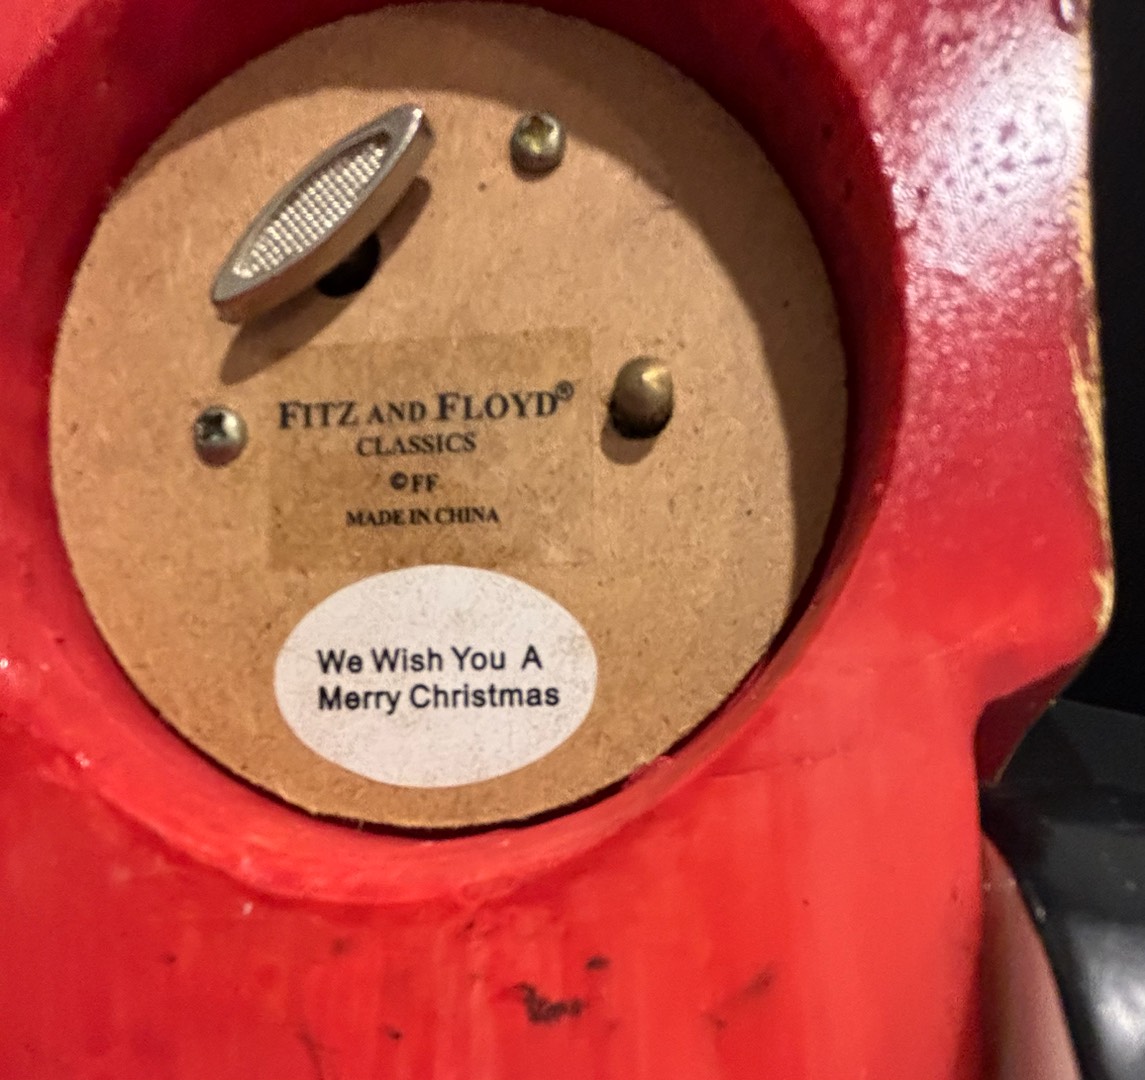 FITZ AND FLOYD®
CLASSICS
©FF
MADE IN CHINA
We Wish You A
Merry Christmas